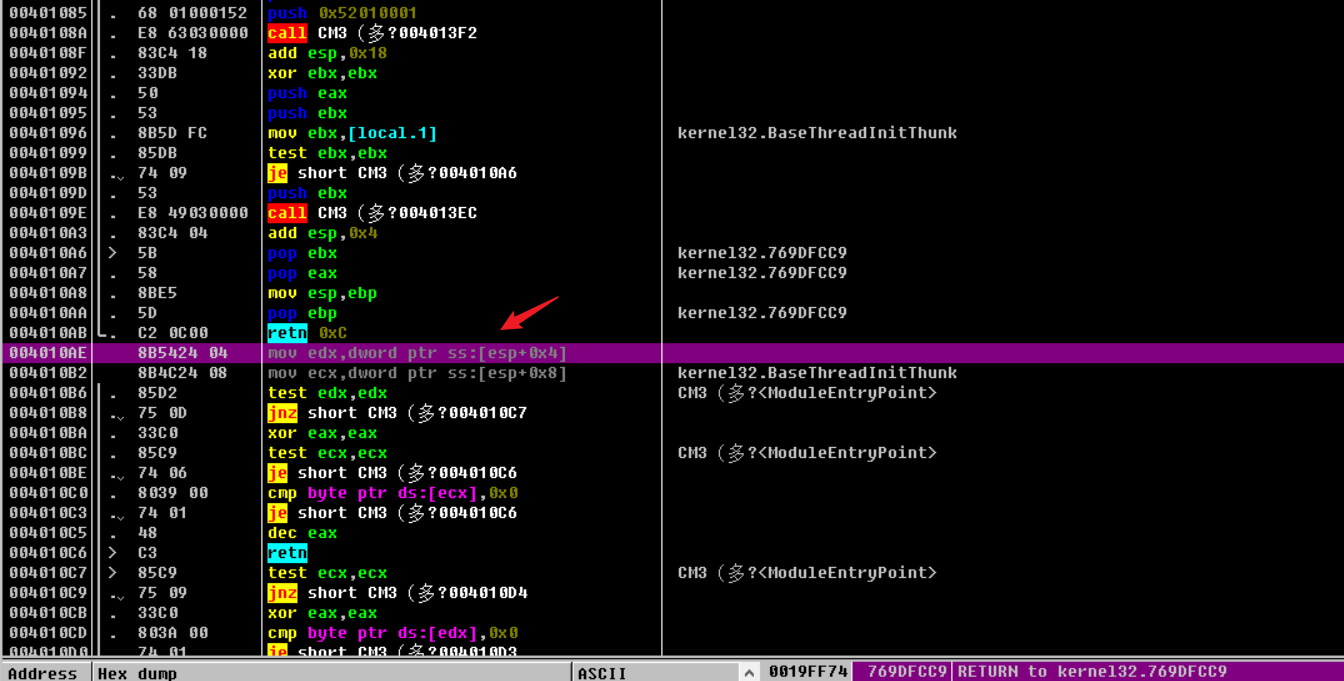 00401085 . 68 01000152 push 0x52010001
0040108A . E8 63030000 call CM3 (多?004013F2
0040108F . 83C4 18 add esp,0x18
00401092 . 33DB xor ebx,ebx
00401094 . 50 push eax
00401095 . 53 push ebx
00401096 . 8B5D FC mov ebx,[local.1] kernel32.BaseThreadInitThunk
00401099 . 85DB test ebx,ebx
0040109B . 74 09 je short CM3 (多?004010A6
0040109D . 53 push ebx
0040109E . E8 49030000 call CM3 (多?004013EC
004010A3 . 83C4 04 add esp,0x4
004010A6 > 5B pop ebx kernel32.769DFCC9
004010A7 . 58 pop eax kernel32.769DFCC9
004010A8 . 8BE5 mov esp,ebp
004010AA . 5D pop ebp kernel32.769DFCC9
004010AB . C2 0C00 retn 0xC
004010AE 8B5424 04 mov edx,dword ptr ss:[esp+0x4]
004010B2 8B4C24 08 mov ecx,dword ptr ss:[esp+0x8] kernel32.BaseThreadInitThunk
004010B6 . 85D2 test edx,edx CM3 (多?<ModuleEntryPoint>
004010B8 . 75 0D jnz short CM3 (多?004010C7
004010BA . 33C0 xor eax,eax
004010BC . 85C9 test ecx,ecx CM3 (多?<ModuleEntryPoint>
004010BE . 74 06 je short CM3 (多?004010C6
004010C0 . 8039 00 cmp byte ptr ds:[ecx],0x0
004010C3 . 74 01 je short CM3 (多?004010C6
004010C5 . 48 dec eax
004010C6 > C3 retn
004010C7 > 85C9 test ecx,ecx CM3 (多?<ModuleEntryPoint>
004010C9 . 75 09 jnz short CM3 (多?004010D4
004010CB . 33C0 xor eax,eax
004010CD . 803A 00 cmp byte ptr ds:[edx],0x0
004010D0 . 74 01 je short CM3 (多?004010D3
Address Hex dump ASCII 0019FF74 769DFCC9 RETURN to kernel32.769DFCC9